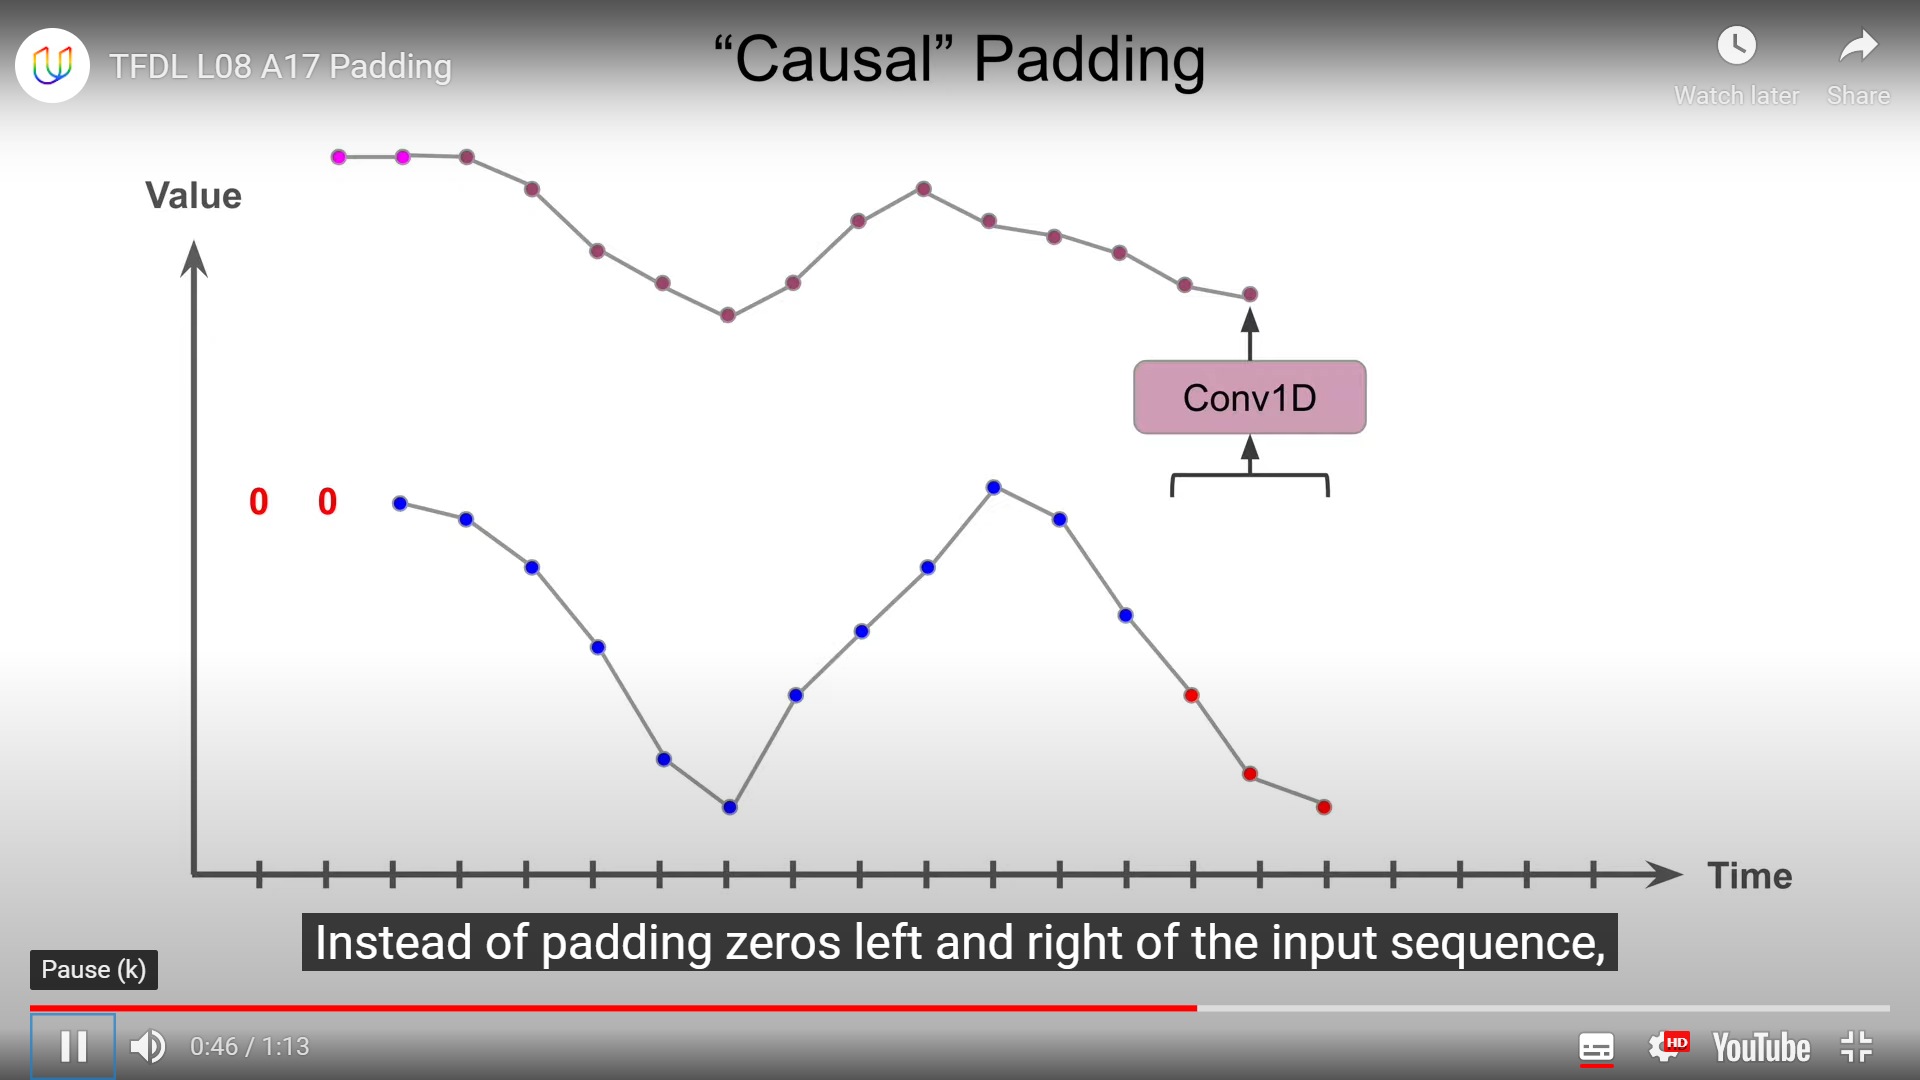 “Causal” Padding
TFDL L08 A17 Padding
Watch later
Share
Value
Conv1D
0 0
Time
Instead of padding zeros left and right of the input sequence,
Pause (k)
0:46 / 1:13
HD
YouTube